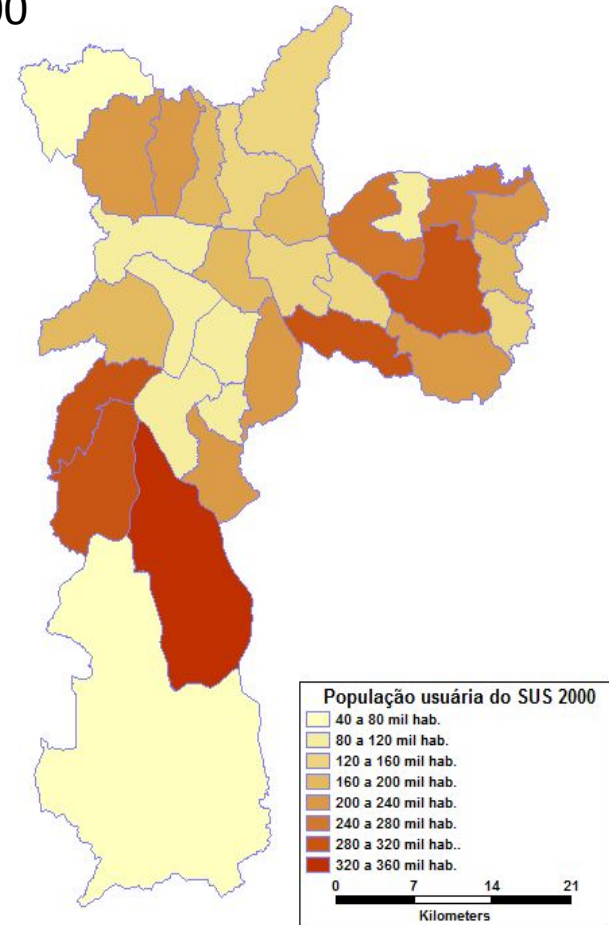 00
População usuária do SUS 2000
40 a 80 mil hab.
80 a 120 mil hab.
120 a 160 mil hab.
160 a 200 mil hab.
200 a 240 mil hab.
240 a 280 mil hab.
280 a 320 mil hab..
320 a 360 mil hab.
0 7 14 21
Kilometers